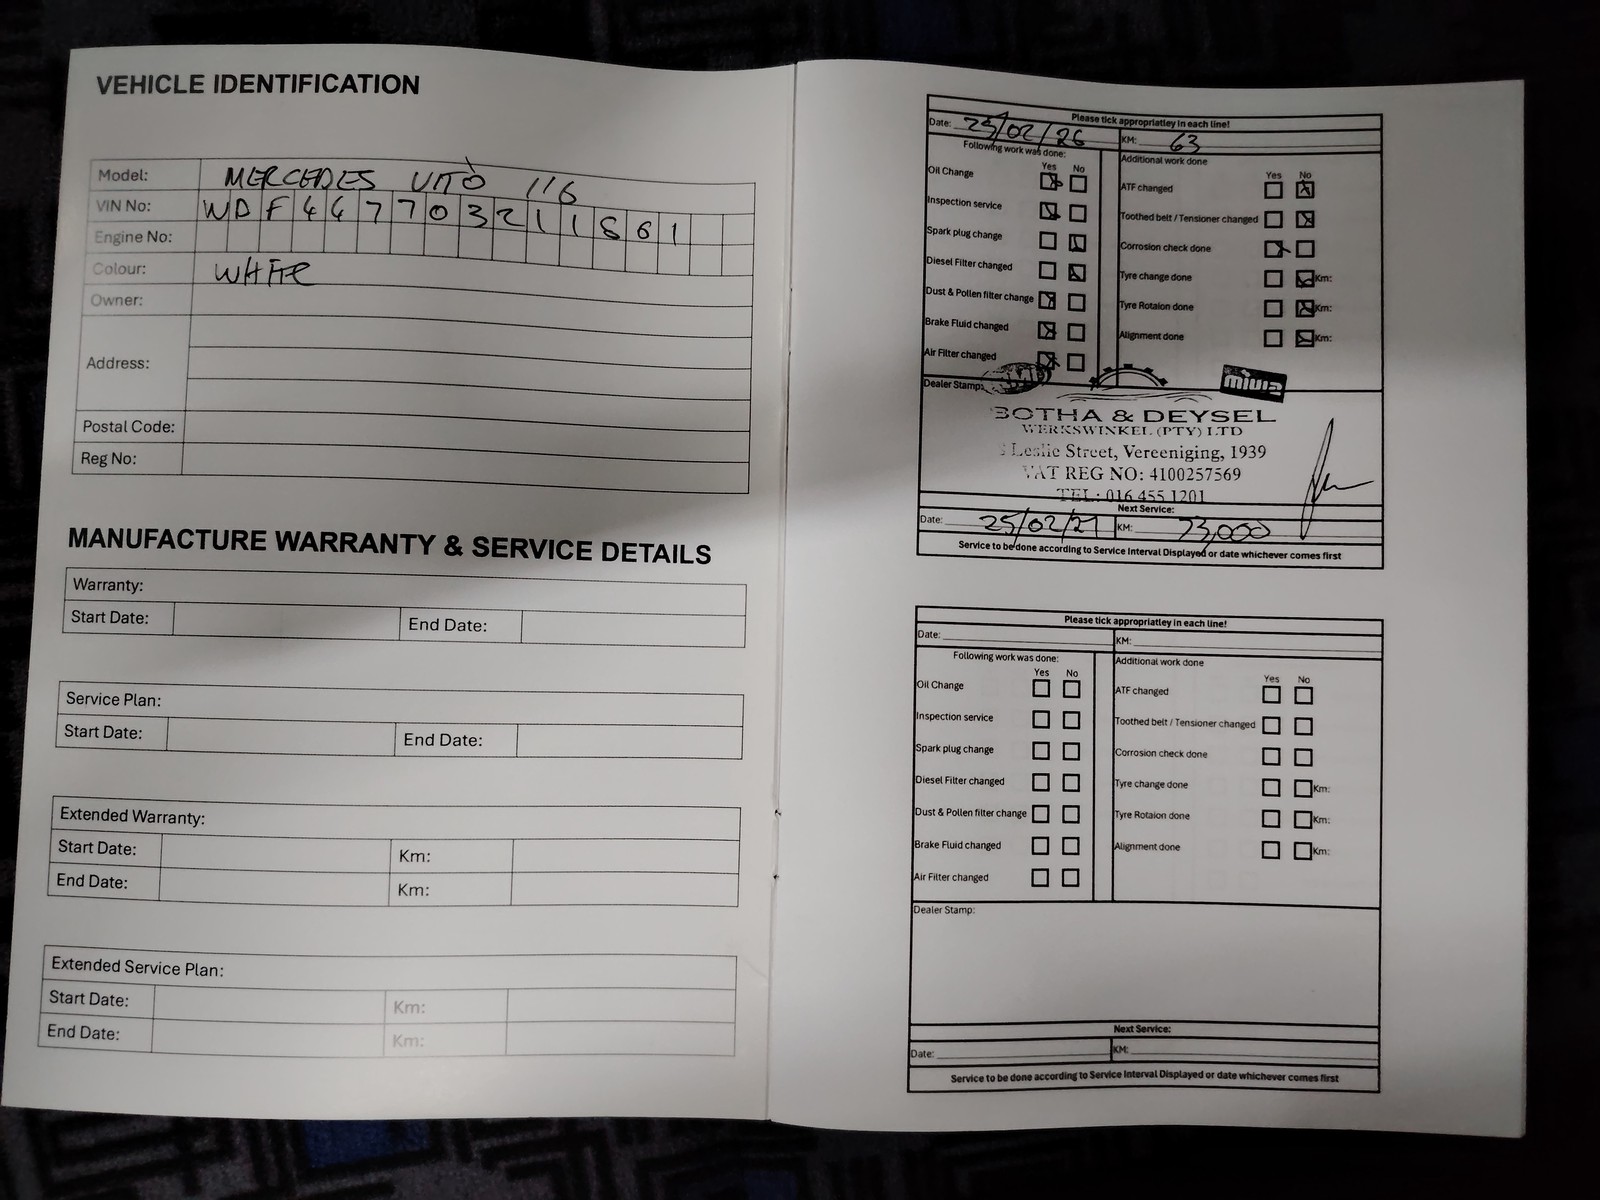 VEHICLE IDENTIFICATION
Model: MERCEDES VITO 116
VIN No: WDF44770321
Engine No:
Colour: WHITE
Owner:
Address:
Postal Code:
Reg No:
MANUFACTURE WARRANTY & SERVICE DETAILS
Warranty:
Start Date: End Date:
Service Plan:
Start Date: End Date:
Extended Warranty:
Start Date: Km:
End Date: Km:
Extended Service Plan:
Start Date: Km:
End Date: Km:
Please tick appropriatley in each line!
Date: 25/02/26 KM: 63
Following work was done: Additional work done
Yes No Yes No
Oil Change ATF changed
Inspection service Toothed belt / Tensioner changed
Spark plug change Corrosion check done
Diesel Filter changed Tyre change done Km:
Dust & Pollen filter change Tyre Rotaion done Km:
Brake Fluid changed Alignment done Km:
Air Filter changed
Dealer Stamp: miwa
BOTHA & DEYSEL
WERKSWINKEL (PTY) LTD
Leslie Street, Vereeniging, 1939
VAT REG NO: 4100257569
TEL: 016 455 1201
Next Service:
Date: 25/02/27 KM: 73,000
Service to be done according to Service Interval Displayed or date whichever comes first
Please tick appropriatley in each line!
Date: KM:
Following work was done: Additional work done
Yes No Yes No
Oil Change ATF changed
Inspection service Toothed belt / Tensioner changed
Spark plug change Corrosion check done
Diesel Filter changed Tyre change done Km:
Dust & Pollen filter change Tyre Rotaion done Km:
Brake Fluid changed Alignment done Km:
Air Filter changed
Dealer Stamp:
Next Service:
Date: KM:
Service to be done according to Service Interval Displayed or date whichever comes first